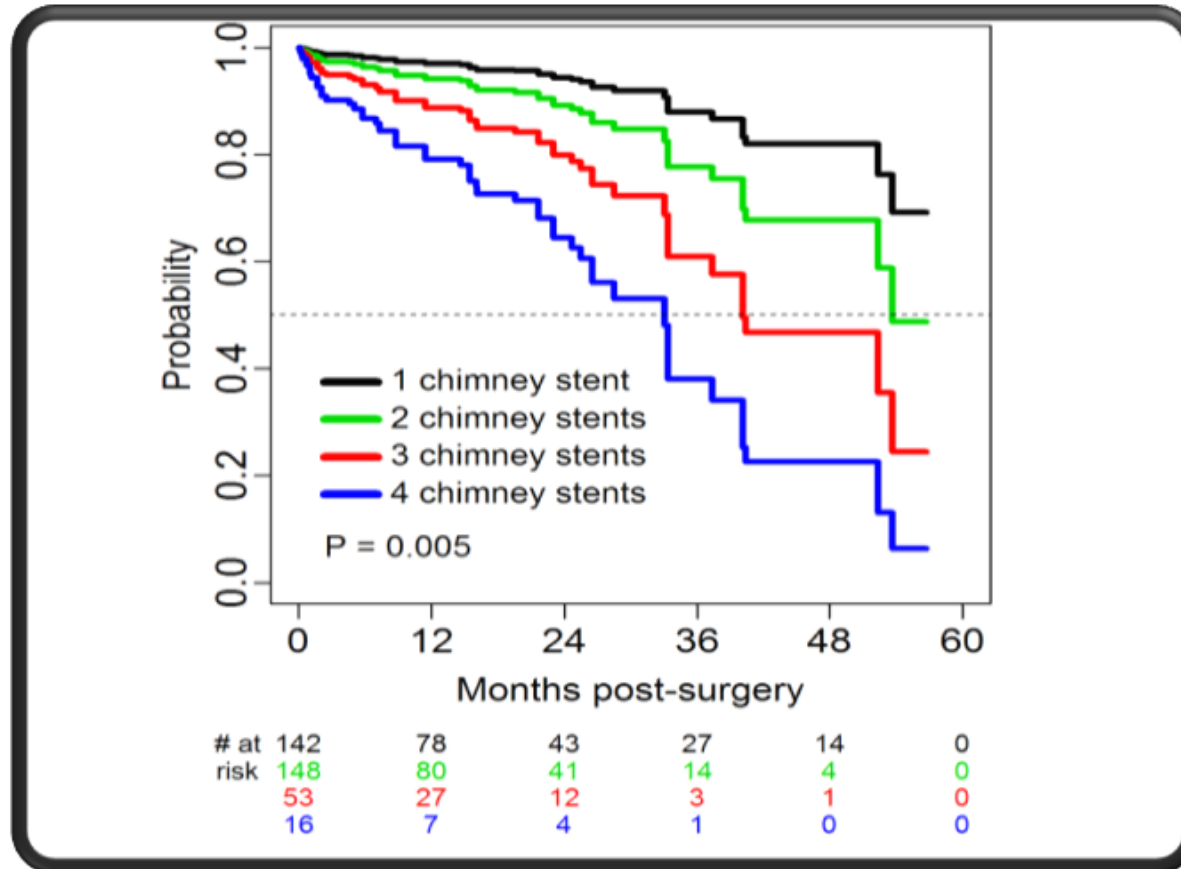 1.0
0.8
0.6
0.4
0.2
0.0
Probability
1 chimney stent
2 chimney stents
3 chimney stents
4 chimney stents
P = 0.005
0 12 24 36 48 60
Months post-surgery
# at 142 78 43 27 14 0
risk 148 80 41 14 4 0
53 27 12 3 1 0
16 7 4 1 0 0